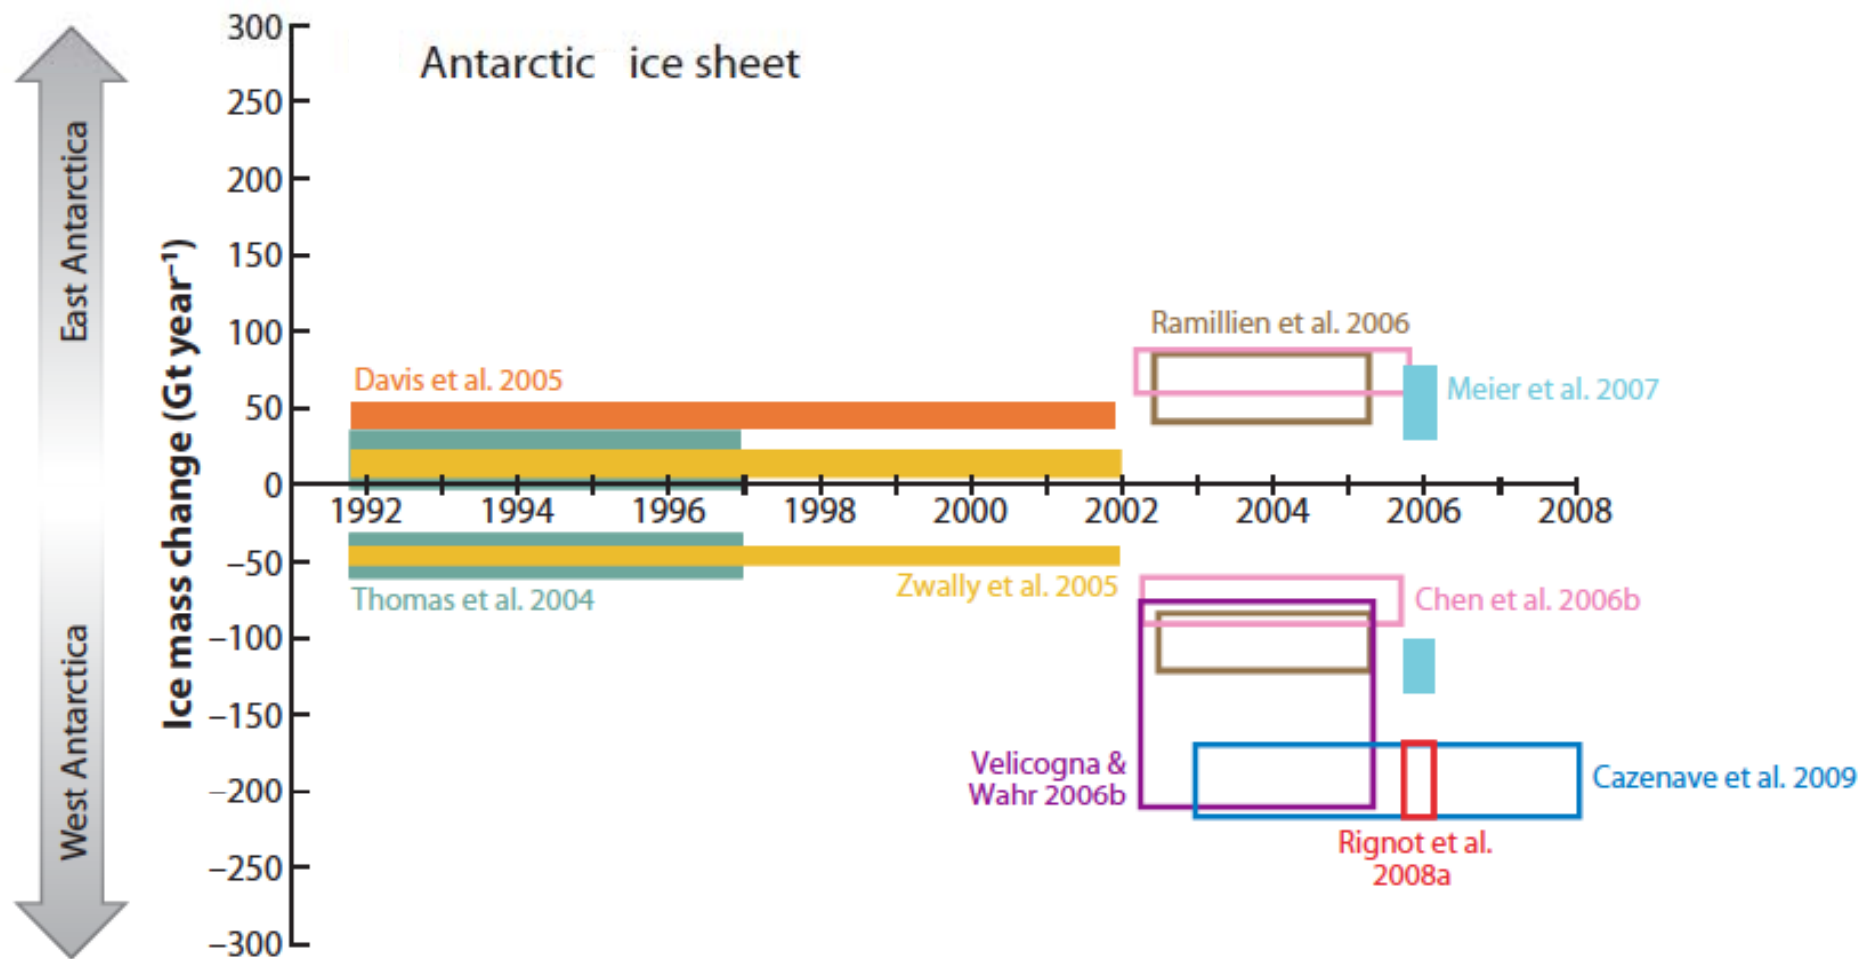 Antarctic ice sheet
East Antarctica
West Antarctica
Ice mass change (Gt year⁻¹)
300
250
200
150
100
50
0
−50
−100
−150
−200
−250
−300
1992
1994
1996
1998
2000
2002
2004
2006
2008
Davis et al. 2005
Ramillien et al. 2006
Meier et al. 2007
Thomas et al. 2004
Zwally et al. 2005
Chen et al. 2006b
Velicogna &
Wahr 2006b
Cazenave et al. 2009
Rignot et al.
2008a